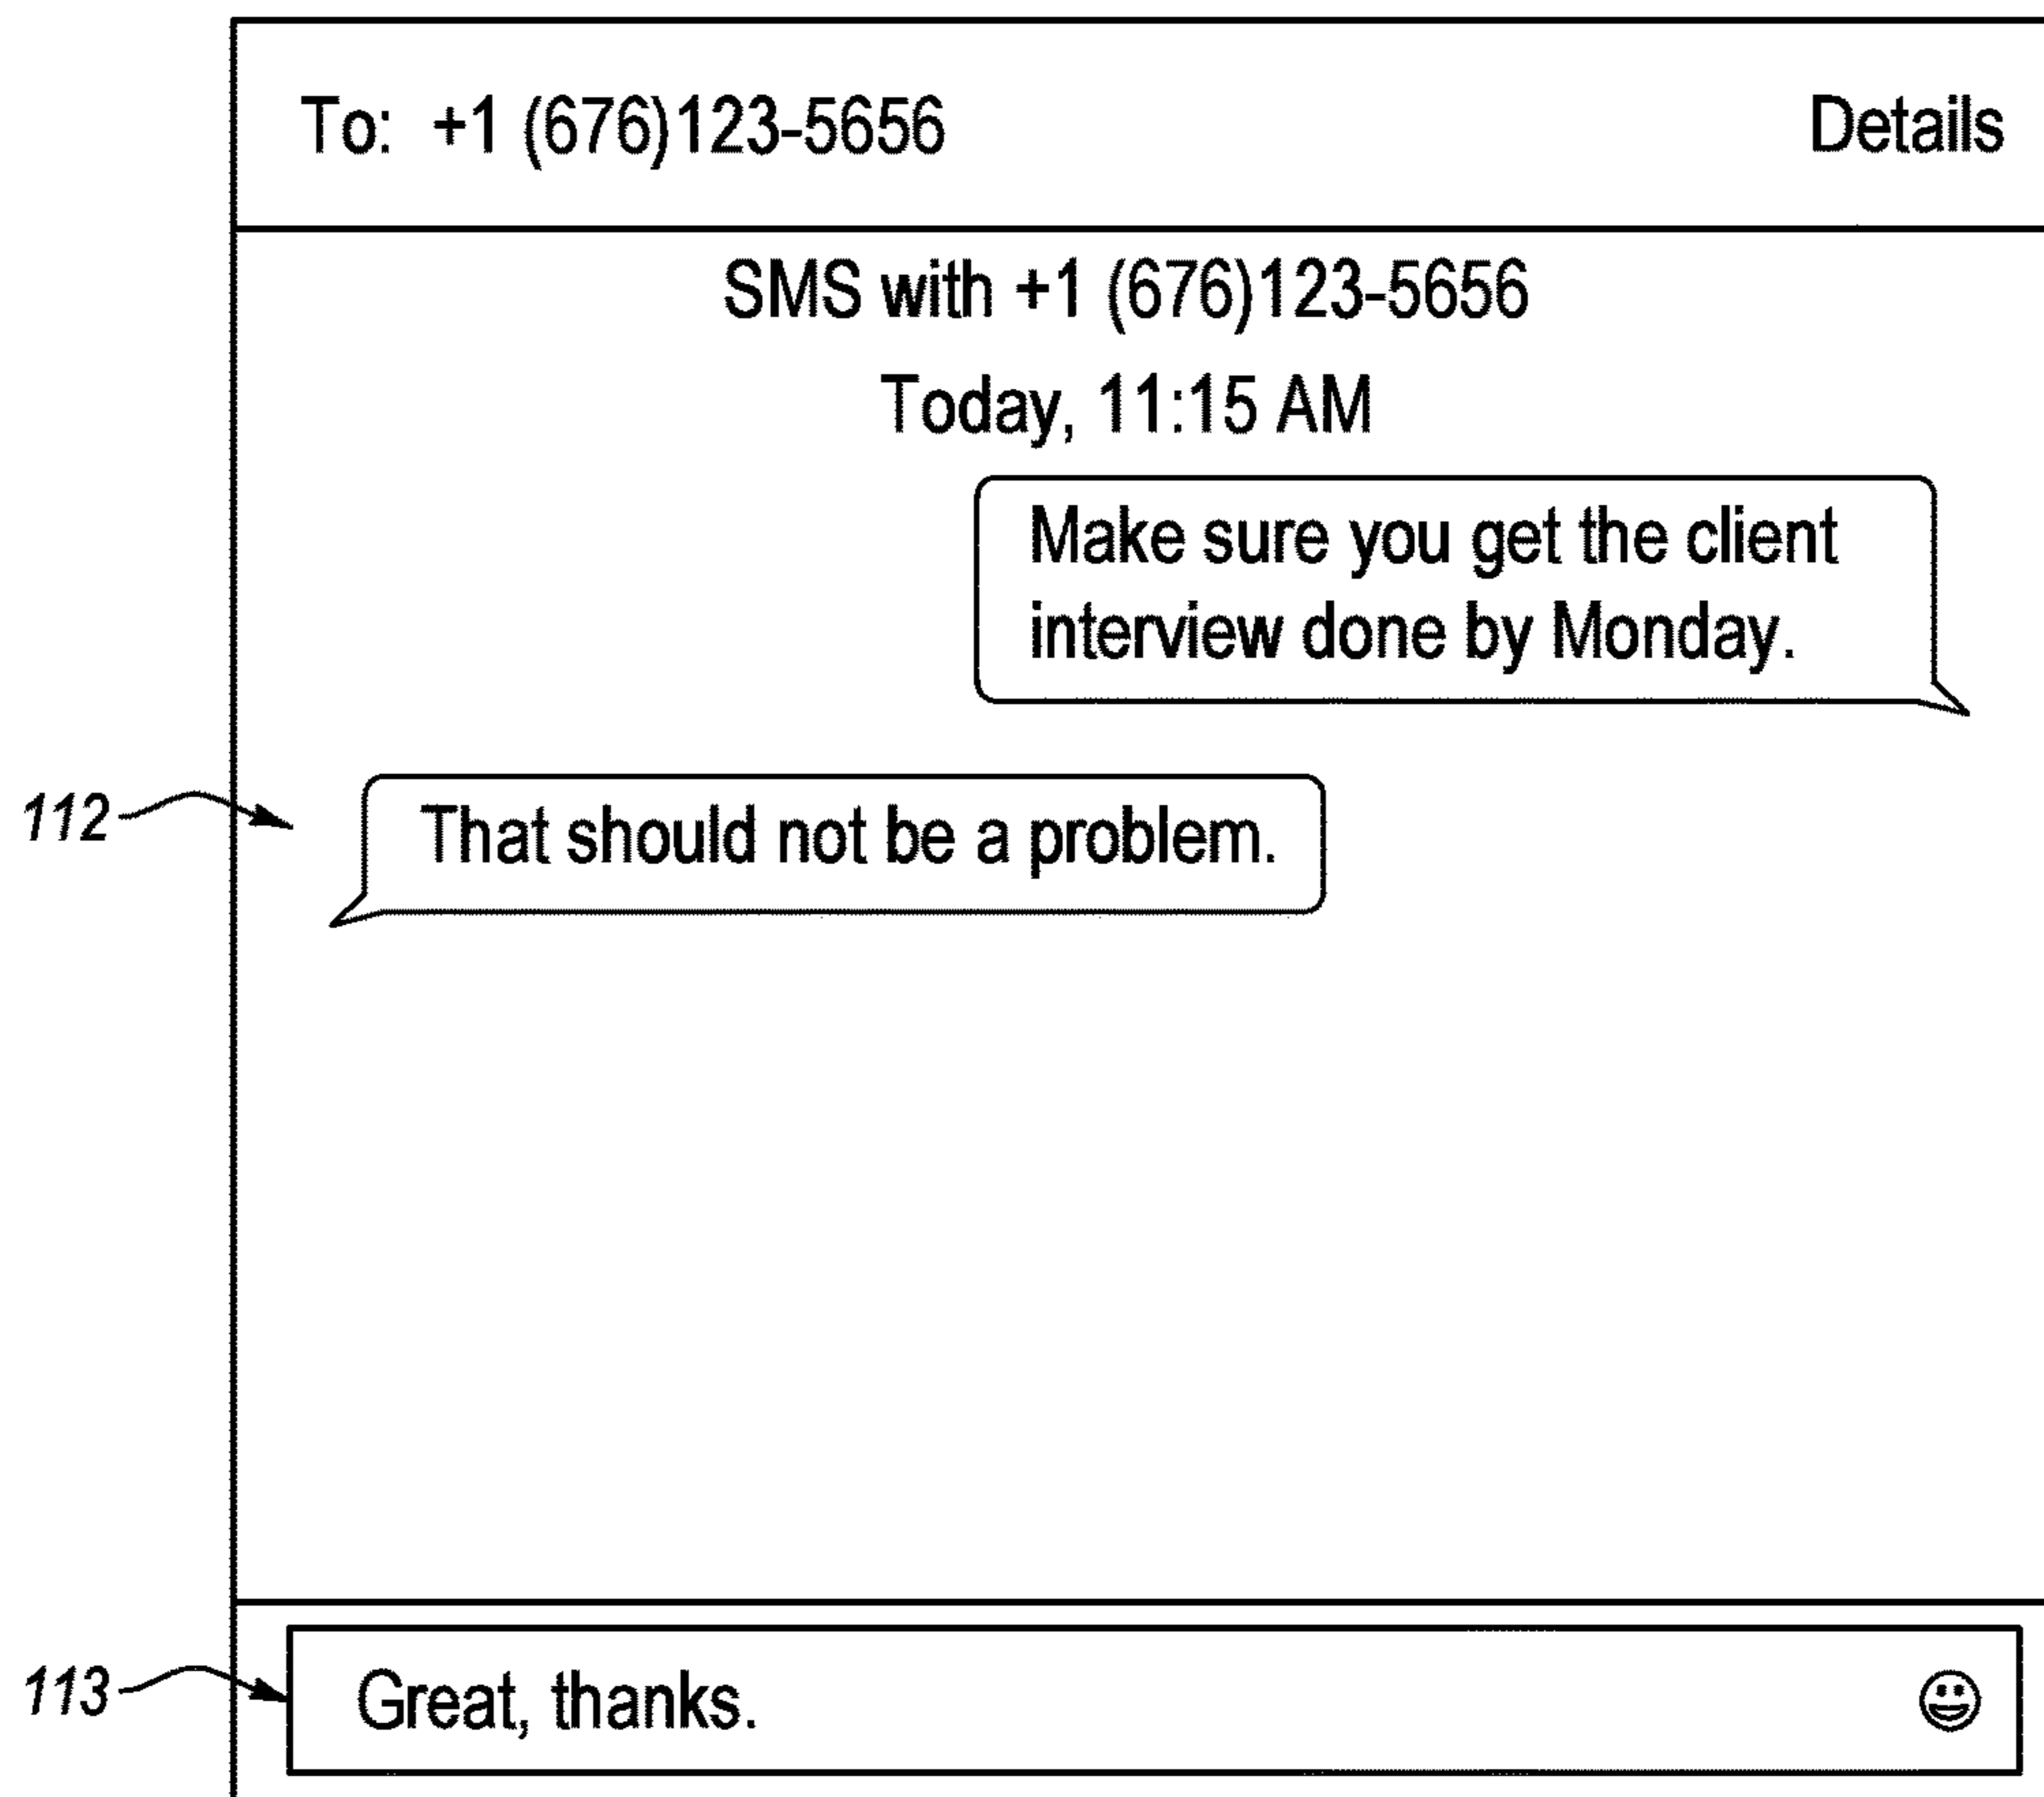 To: +1 (676)123-5656 Details
SMS with +1 (676)123-5656
Today, 11:15 AM
Make sure you get the client
interview done by Monday.
112
That should not be a problem.
113
Great, thanks.